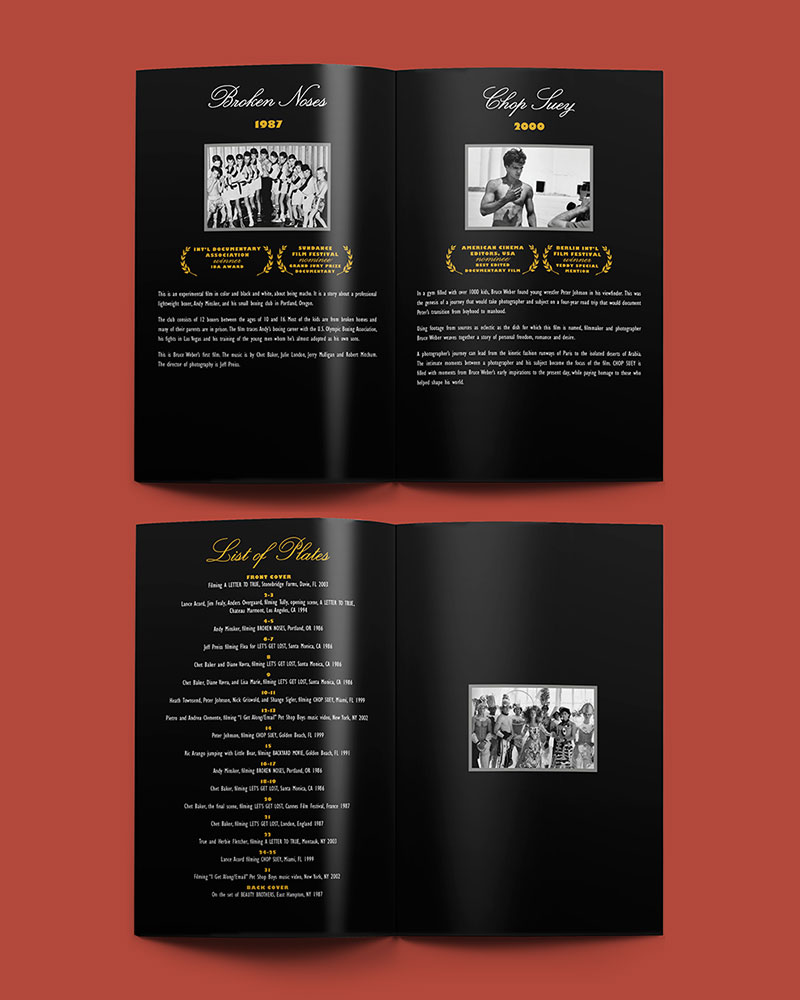 Broken Noses
1987
INT'L DOCUMENTARY
ASSOCIATION
winner
IDA AWARD
SUNDANCE
FILM FESTIVAL
nominee
GRAND JURY PRIZE
DOCUMENTARY
This is an experimental film in color and black and white, about being macho. It is a story about a professional
lightweight boxer, Andy Minsker, and his small boxing club in Portland, Oregon.
The club consists of 12 boxers between the ages of 10 and 16. Most of the kids are from broken homes and
many of their parents are in prison. The film traces Andy's boxing career with the U.S. Olympic Boxing Association,
his fights in Las Vegas and his training of the young men whom he's almost adopted as his own sons.
This is Bruce Weber's first film. The music is by Chet Baker, Julie London, Jerry Mulligan and Robert Mitchum.
The director of photography is Jeff Preiss.
Chop Suey
2000
AMERICAN CINEMA
EDITORS, USA
nominee
BEST EDITED
DOCUMENTARY FILM
BERLIN INT'L
FILM FESTIVAL
winner
TEDDY SPECIAL
MENTION
In a gym filled with over 1000 kids, Bruce Weber found young wrestler Peter Johnson in his viewfinder. This was
the genesis of a journey that would take photographer and subject on a four-year road trip that would document
Peter's transition from boyhood to manhood.
Using footage from sources as eclectic as the dish for which this film is named, filmmaker and photographer
Bruce Weber weaves together a story of personal freedom, romance and desire.
A photographer's journey can lead from the kinetic fashion runways of Paris to the isolated deserts of Arabia.
The intimate moments between a photographer and his subject become the focus of the film. CHOP SUEY is
filled with moments from Bruce Weber's early inspirations to the present day, while paying homage to those who
helped shape his world.
List of Plates
FRONT COVER
Filming A LETTER TO TRUE, Stonebridge Farms, Davie, FL 2003
2-3
Lance Acord, Jim Fealy, Anders Overgaard, filming Tully, opening scene, A LETTER TO TRUE,
Chateau Marmont, Los Angeles, CA 1994
4-5
Andy Minsker, filming BROKEN NOSES, Portland, OR 1986
6-7
Jeff Preiss filming Flea for LET'S GET LOST, Santa Monica, CA 1986
8
Chet Baker and Diane Vavra, filming LET'S GET LOST, Santa Monica, CA 1986
9
Chet Baker, Diane Vavra, and Lisa Marie, filming LET'S GET LOST, Santa Monica, CA 1986
10-11
Heath Townsend, Peter Johnson, Nick Griswald, and Shange Sigler, filming CHOP SUEY, Miami, FL 1999
12-13
Pietro and Andrea Clemente, filming "I Get Along/Email" Pet Shop Boys music video, New York, NY 2002
14
Peter Johnson, filming CHOP SUEY, Golden Beach, FL 1999
15
Ric Arango jumping with Little Bear, filming BACKYARD MOVIE, Golden Beach, FL 1991
16-17
Andy Minsker, filming BROKEN NOSES, Portland, OR 1986
18-19
Chet Baker, filming LET'S GET LOST, Santa Monica, CA 1986
20
Chet Baker, the final scene, filming LET'S GET LOST, Cannes Film Festival, France 1987
21
Chet Baker, filming LET'S GET LOST, London, England 1987
22
True and Herbie Fletcher, filming A LETTER TO TRUE, Montauk, NY 2003
24-25
Lance Acord filming CHOP SUEY, Miami, FL 1999
31
Filming "I Get Along/Email" Pet Shop Boys music video, New York, NY 2002
BACK COVER
On the set of BEAUTY BROTHERS, East Hampton, NY 1987